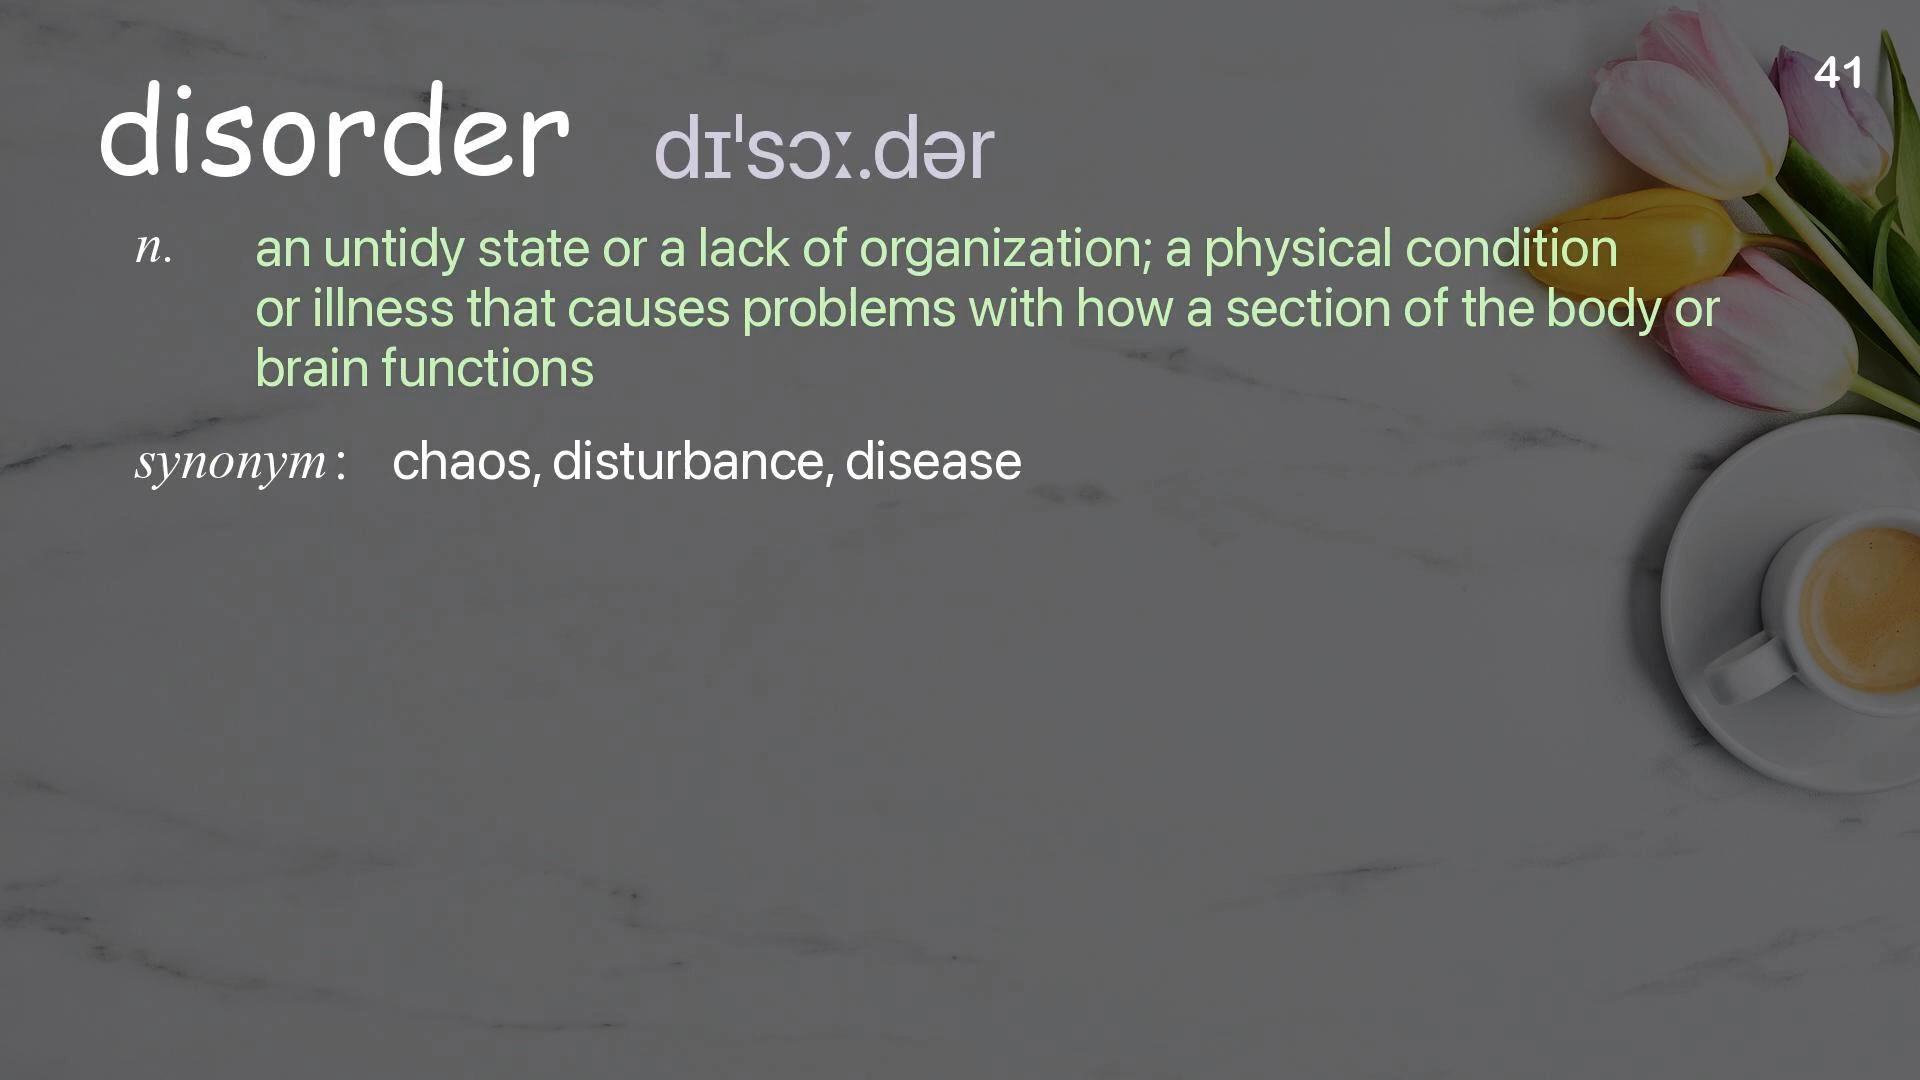 41
disorder dɪˈsɔː.dər
n. an untidy state or a lack of organization; a physical condition
or illness that causes problems with how a section of the body or
brain functions
synonym: chaos, disturbance, disease